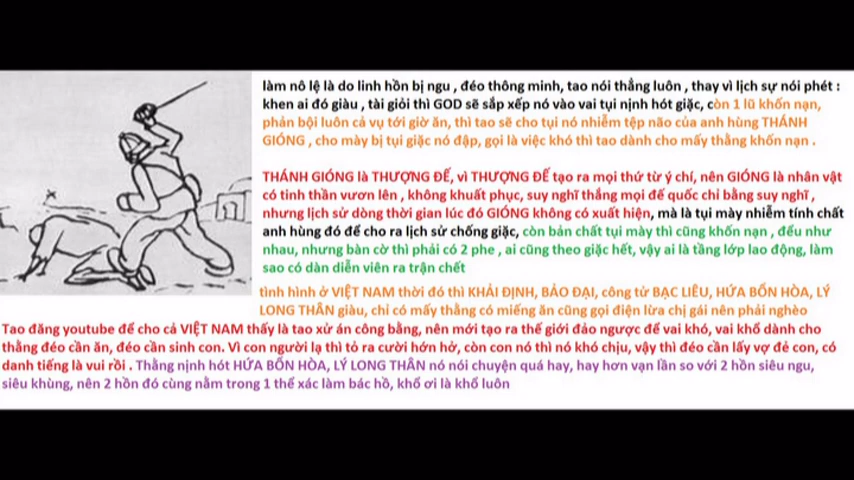 làm nô lệ là do linh hồn bị ngu , đéo thông minh, tao nói thẳng luôn , thay vì lịch sự nói phét :
khen ai đó giàu , tài giỏi thì GOD sẽ sắp xếp nó vào vai tụi nịnh hót giặc, còn 1 lũ khốn nạn,
phản bội luôn cả vụ tới giờ ăn, thì tao sẽ cho tụi nó nhiễm tệp não của anh hùng THÁNH
GIÓNG , cho mày bị tụi giặc nó đập, gọi là việc khó thì tao dành cho mấy thằng khốn nạn .
THÁNH GIÓNG là THƯỢNG ĐẾ, vì THƯỢNG ĐẾ tạo ra mọi thứ từ ý chí, nên GIÓNG là nhân vật
có tinh thần vươn lên , không khuất phục, suy nghĩ thắng mọi đế quốc chỉ bằng suy nghĩ ,
nhưng lịch sử dòng thời gian lúc đó GIÓNG không có xuất hiện, mà là tụi mày nhiễm tính chất
anh hùng đó để cho ra lịch sử chống giặc, còn bản chất tụi mày thì cũng khốn nạn , đểu như
nhau, nhưng bàn cờ thì phải có 2 phe , ai cũng theo giặc hết, vậy ai là tầng lớp lao động, làm
sao có dàn diễn viên ra trận chết
tình hình ở VIỆT NAM thời đó thì KHẢI ĐỊNH, BẢO ĐẠI, công tử BẠC LIÊU, HỨA BỔN HÒA, LÝ
LONG THÂN giàu, chỉ có mấy thằng có miếng ăn cũng gọi điện lừa chị gái nên phải nghèo
Tao đăng youtube để cho cả VIỆT NAM thấy là tao xử án công bằng, nên mới tạo ra thế giới đảo ngược để vai khó, vai khổ dành cho
thằng đéo cần ăn, đéo cần sinh con. Vì con người lạ thì tỏ ra cười hớn hở, còn con nó thì nó khó chịu, vậy thì đéo cần lấy vợ đẻ con, có
danh tiếng là vui rồi . Thằng nịnh hót HỨA BỔN HÒA, LÝ LONG THÂN nó nói chuyện quá hay, hay hơn vạn lần so với 2 hồn siêu ngu,
siêu khùng, nên 2 hồn đó cùng nằm trong 1 thể xác làm bác hồ, khổ ơi là khổ luôn